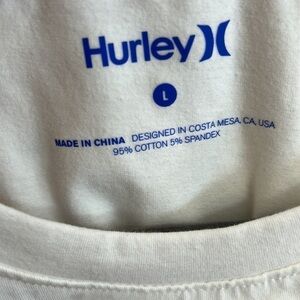 Hurley
L
MADE IN CHINA DESIGNED IN COSTA MESA, CA, USA
95% COTTON 5% SPANDEX